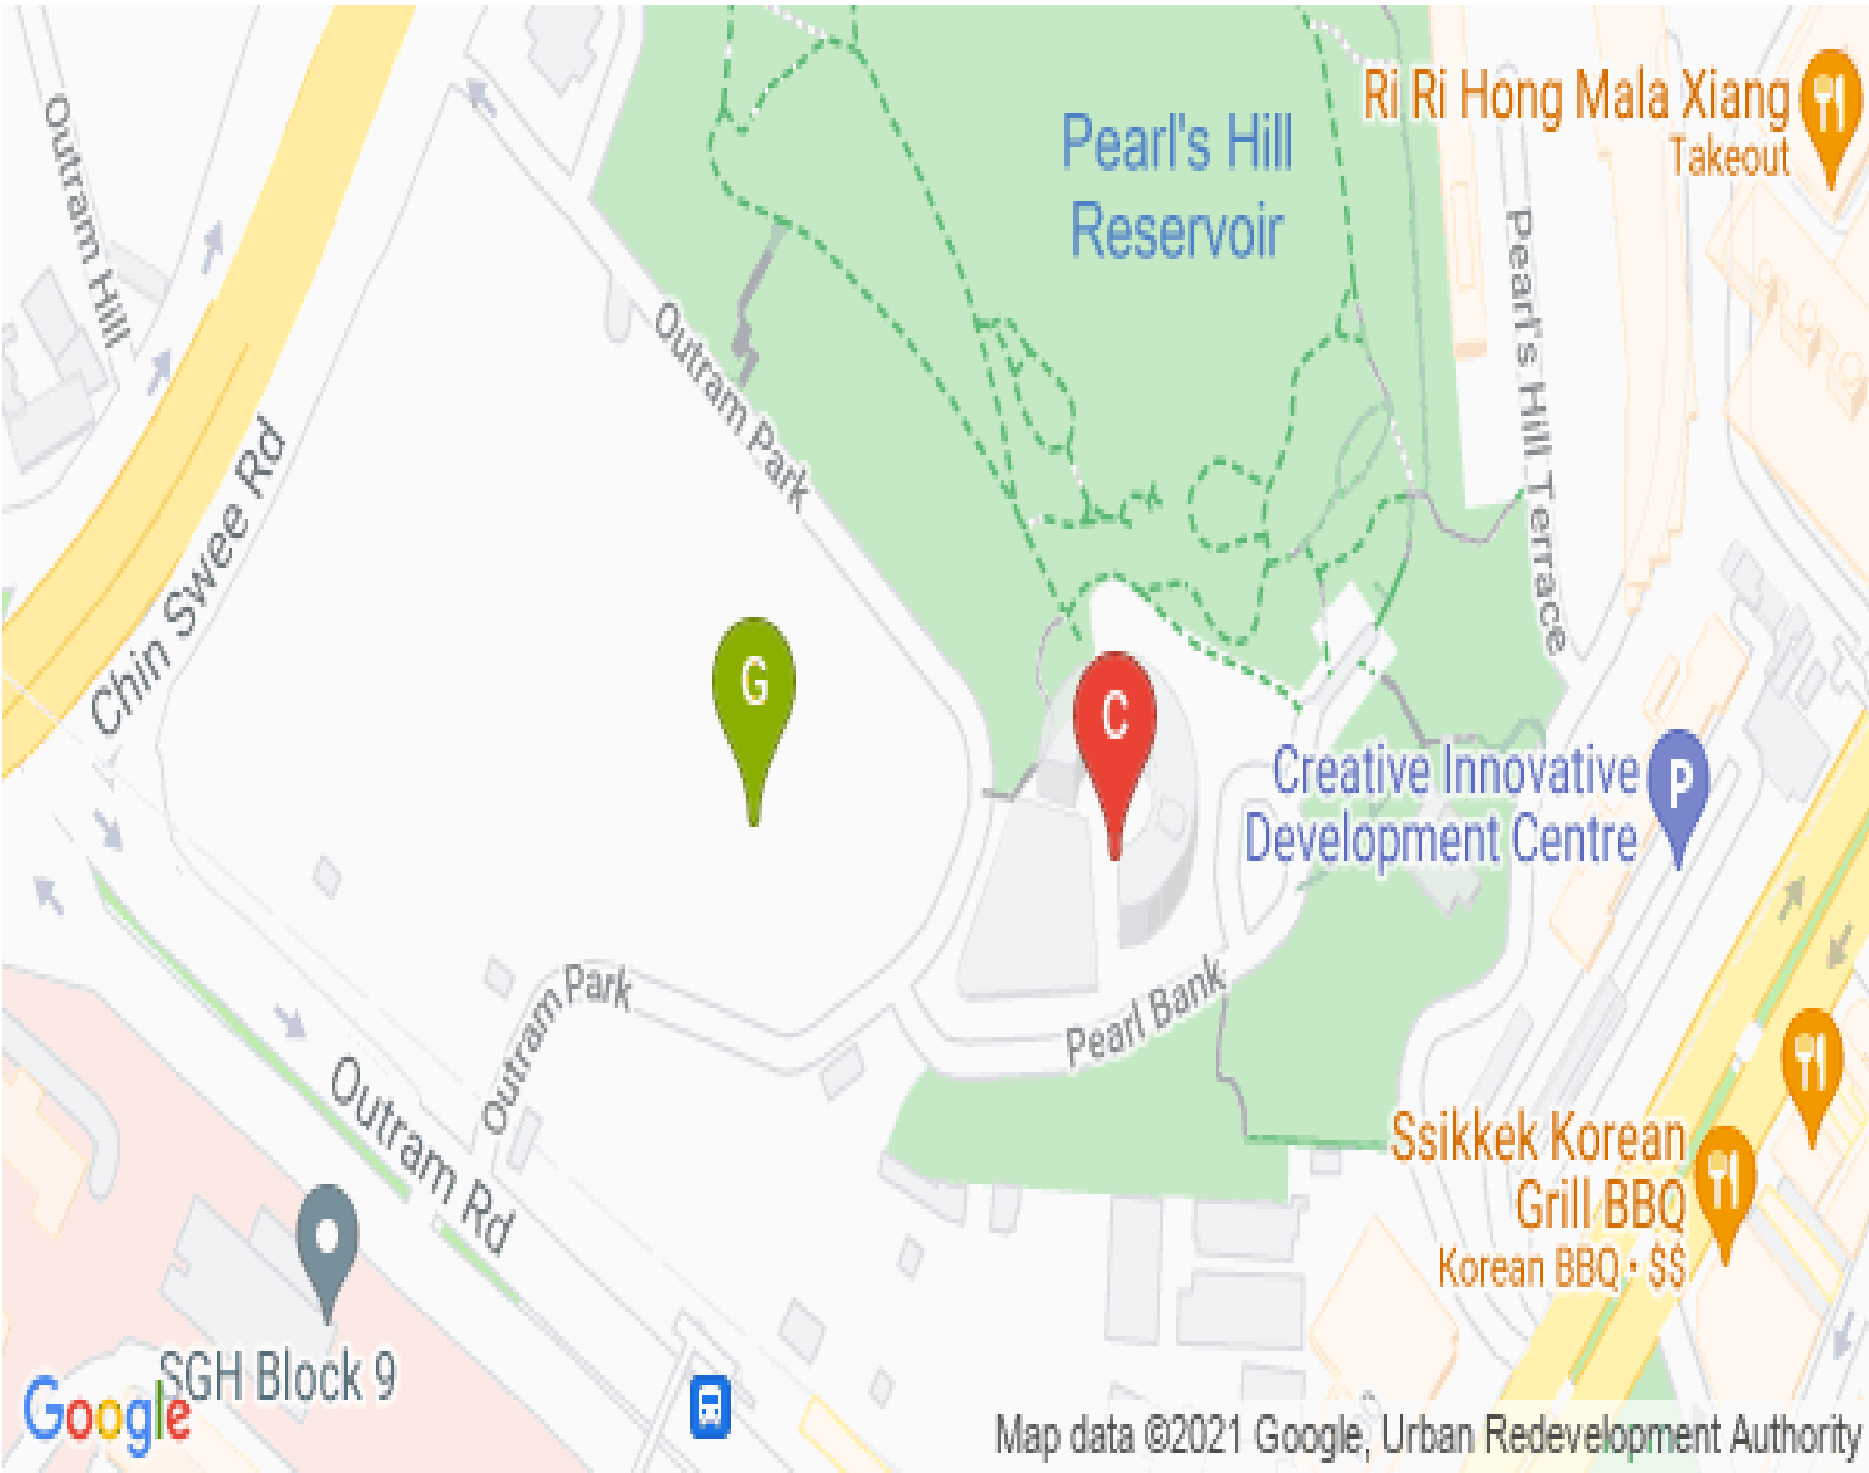 Ri Ri Hong Mala Xiang
Takeout
Pearl's Hill
Reservoir
Outram Hill
Pearl's Hill Terrace
Outram Park
Chin Swee Rd
G
C
Creative Innovative
Development Centre
P
Outram Park
Pearl Bank
Outram Rd
Ssikkek Korean
Grill BBQ
Korean BBQ · $$
SGH Block 9
Google
Map data ©2021 Google, Urban Redevelopment Authority